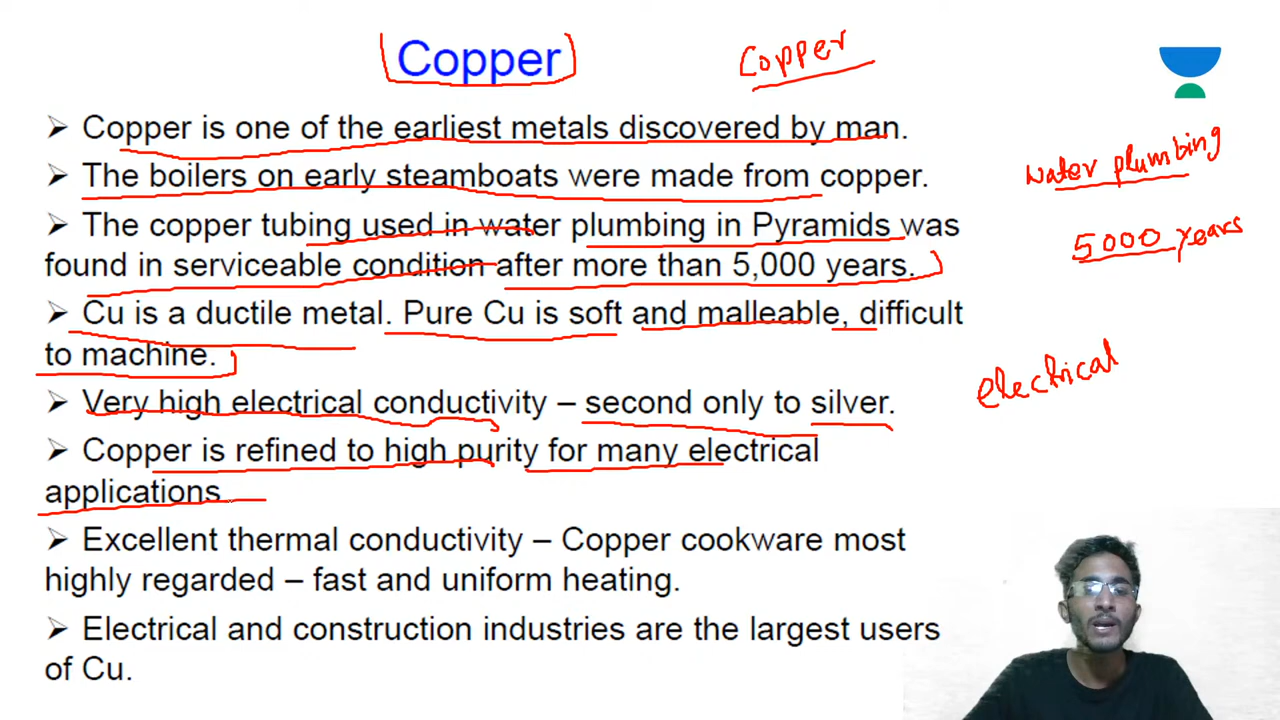 Copper
Copper
➤ Copper is one of the earliest metals discovered by man.
➤ The boilers on early steamboats were made from copper.
Water plumbing
➤ The copper tubing used in water plumbing in Pyramids was
5000 years
found in serviceable condition after more than 5,000 years.
➤ Cu is a ductile metal. Pure Cu is soft and malleable, difficult
to machine.
electrical
➤ Very high electrical conductivity – second only to silver.
➤ Copper is refined to high purity for many electrical
applications
➤ Excellent thermal conductivity – Copper cookware most
highly regarded – fast and uniform heating.
➤ Electrical and construction industries are the largest users
of Cu.